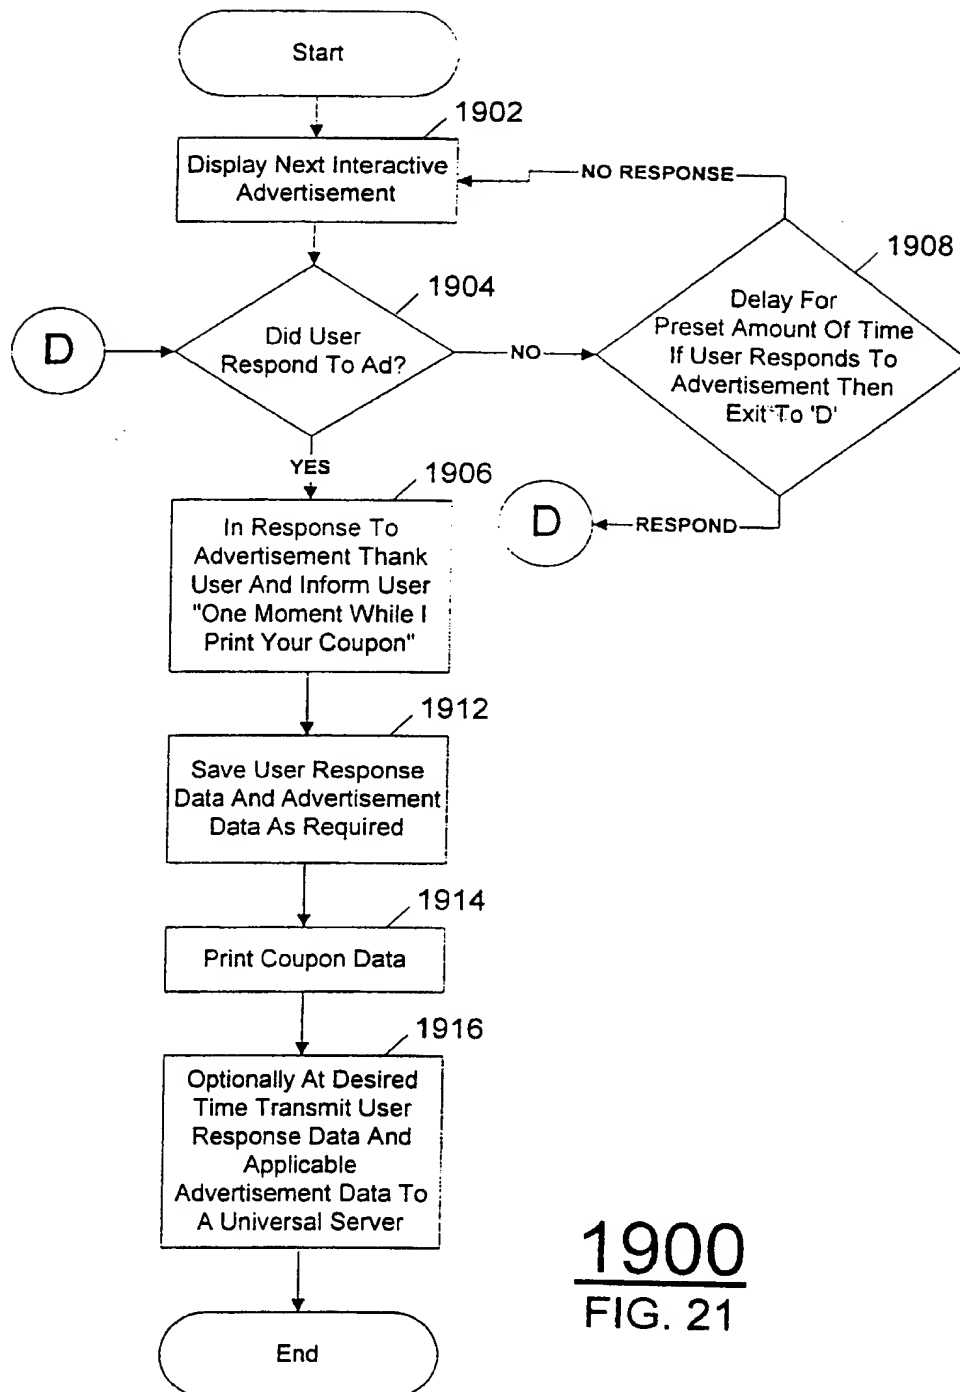 Start
1902
Display Next Interactive
Advertisement
NO RESPONSE
1908
Delay For
Preset Amount Of Time
If User Responds To
Advertisement Then
Exit To 'D'
1904
D
Did User
Respond To Ad?
NO
YES
1906
D
RESPOND
In Response To
Advertisement Thank
User And Inform User
"One Moment While I
Print Your Coupon"
1912
Save User Response
Data And Advertisement
Data As Required
1914
Print Coupon Data
1916
Optionally At Desired
Time Transmit User
Response Data And
Applicable
Advertisement Data To
A Universal Server
End
1900
FIG. 21